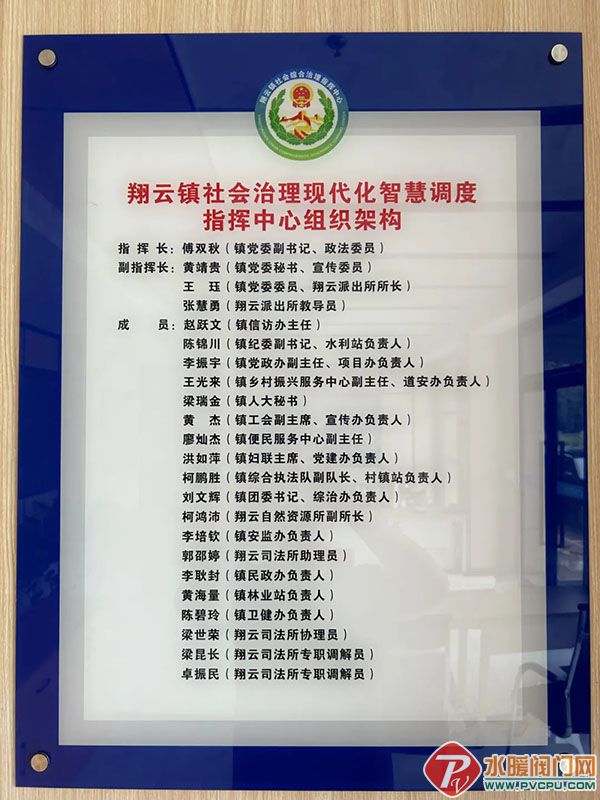 翔云镇社会综合治理指挥中心
翔云镇社会治理现代化智慧调度
指挥中心组织架构
指 挥 长：傅双秋（镇党委副书记、政法委员）
副指挥长：黄靖贵（镇党委秘书、宣传委员）
王　珏（镇党委委员、翔云派出所所长）
张慧勇（翔云派出所教导员）
成　　员：赵跃文（镇信访办主任）
陈锦川（镇纪委副书记、水利站负责人）
李振宇（镇党政办副主任、项目办负责人）
王光来（镇乡村振兴服务中心副主任、道安办负责人）
梁瑞金（镇人大秘书）
黄　杰（镇工会副主席、宣传办负责人）
廖灿杰（镇便民服务中心副主任）
洪如萍（镇妇联主席、党建办负责人）
柯鹏胜（镇综合执法队副队长、村镇站负责人）
刘文辉（镇团委书记、综治办负责人）
柯鸿沛（翔云自然资源所副所长）
李培钦（镇安监办负责人）
郭邵婷（翔云司法所助理员）
李耿封（镇民政办负责人）
黄海量（镇林业站负责人）
陈碧玲（镇卫健办负责人）
梁世荣（翔云司法所协理员）
梁昆长（翔云司法所专职调解员）
卓振民（翔云司法所专职调解员）
水暖阀门网
WWW.PVCPU.COM